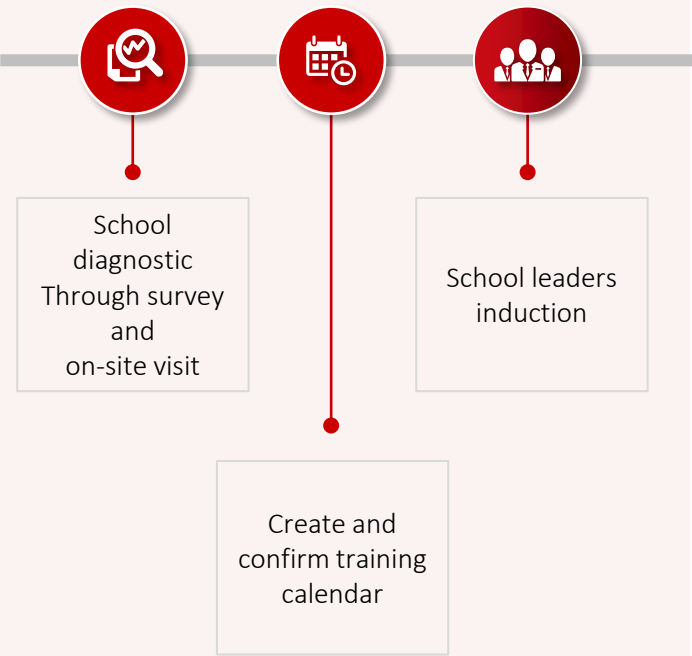 School
diagnostic
Through survey
and
on-site visit
Create and
confirm training
calendar
School leaders
induction